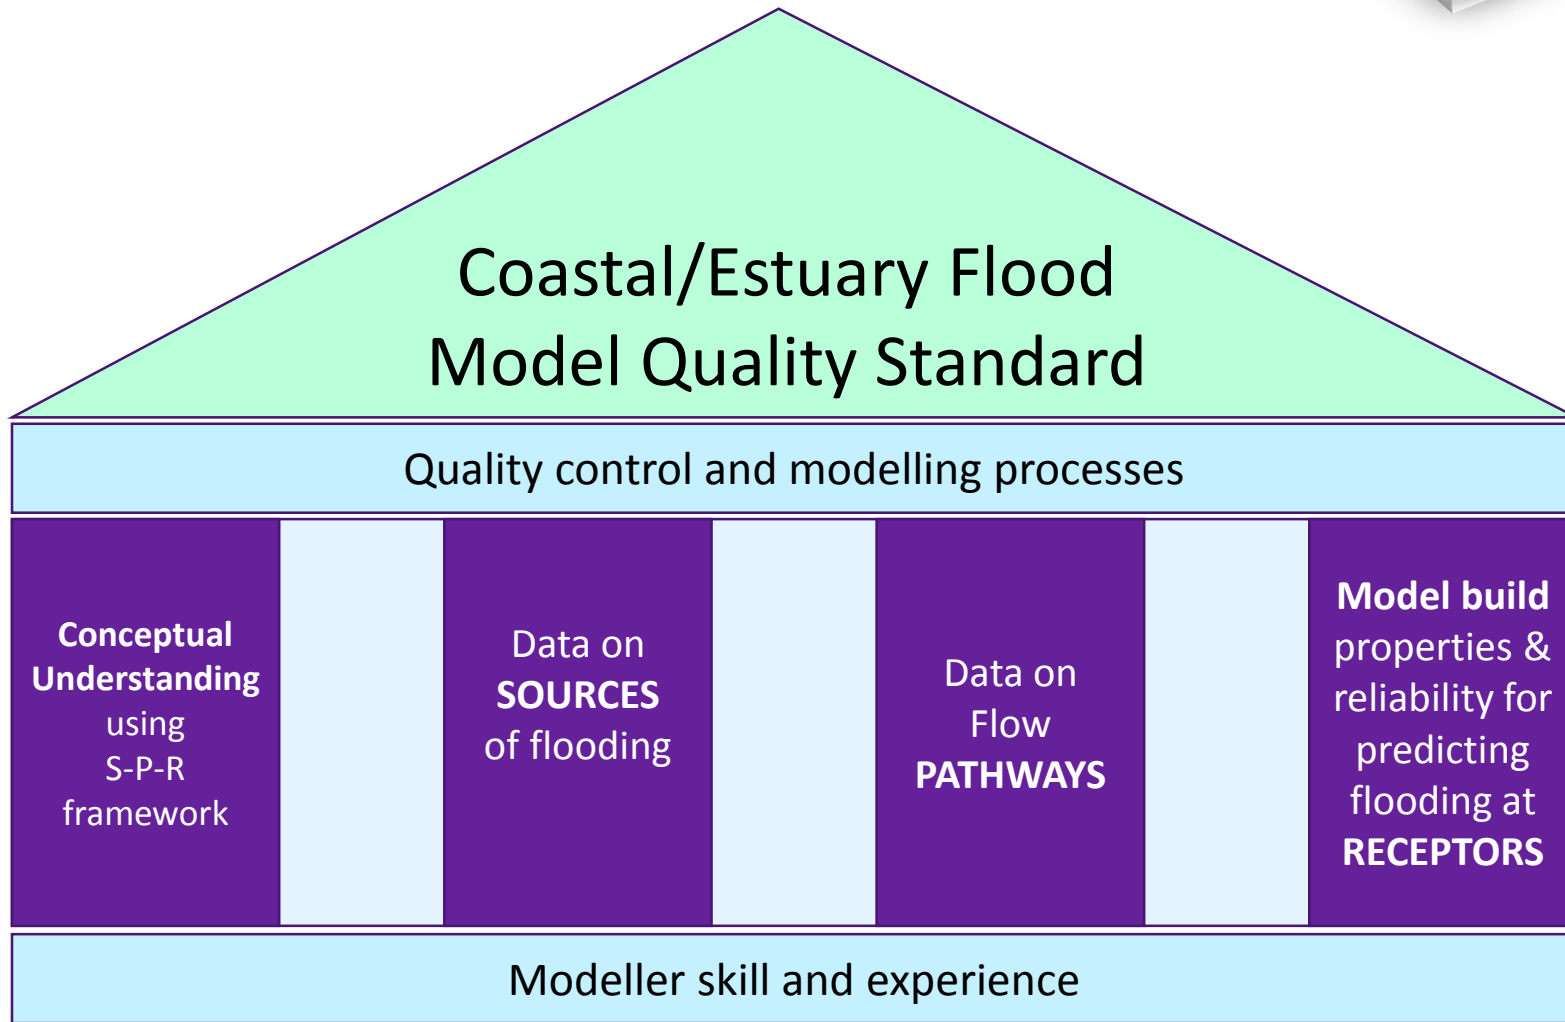 Coastal/Estuary Flood
Model Quality Standard
Quality control and modelling processes
Conceptual
Understanding
using
S-P-R
framework
Data on
SOURCES
of flooding
Data on
Flow
PATHWAYS
Model build
properties &
reliability for
predicting
flooding at
RECEPTORS
Modeller skill and experience